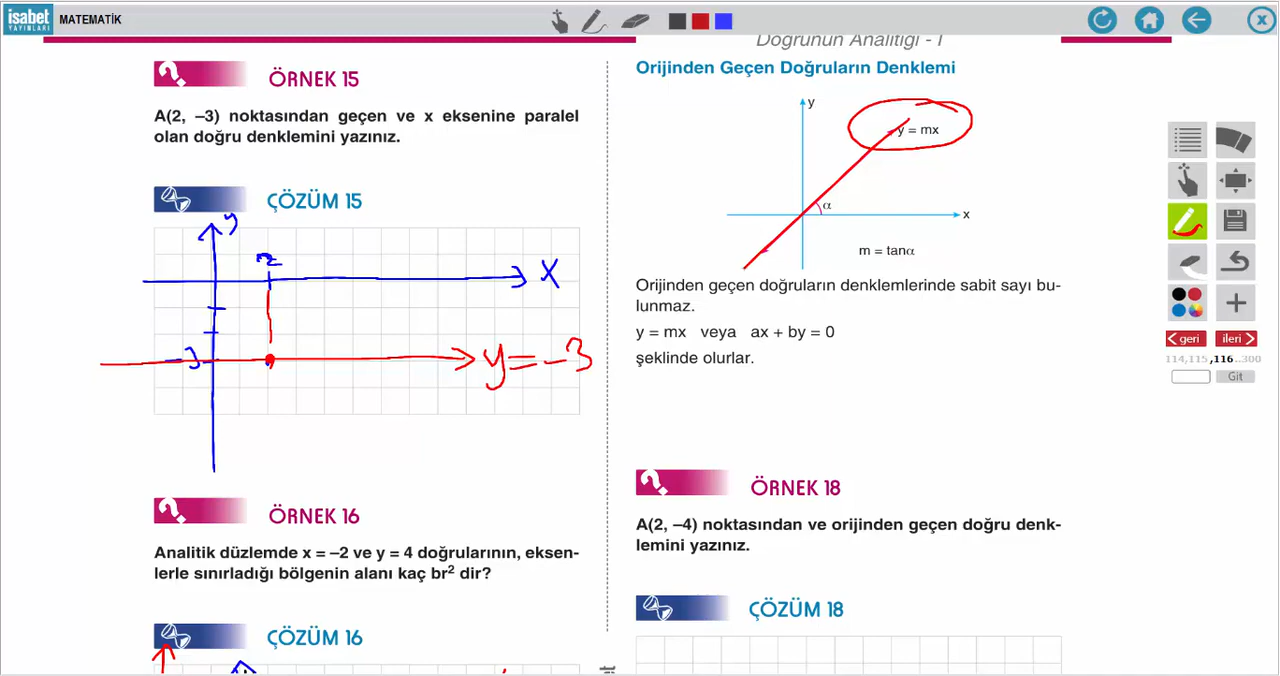 isabet
YAYINLARI
MATEMATİK
Doğrunun Analitiği - I
ÖRNEK 15
A(2, –3) noktasından geçen ve x eksenine paralel
olan doğru denklemini yazınız.
ÇÖZÜM 15
y
2
x
-3
y=-3
ÖRNEK 16
Analitik düzlemde x = –2 ve y = 4 doğrularının, eksen-
lerle sınırladığı bölgenin alanı kaç br² dir?
ÇÖZÜM 16
Orijinden Geçen Doğruların Denklemi
y
y = mx
α
x
m = tanα
Orijinden geçen doğruların denklemlerinde sabit sayı bu-
lunmaz.
y = mx veya ax + by = 0
şeklinde olurlar.
ÖRNEK 18
A(2, –4) noktasından ve orijinden geçen doğru denk-
lemini yazınız.
ÇÖZÜM 18
geri
ileri
114,115,116...300
Git